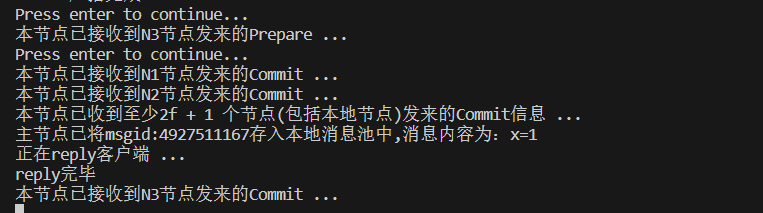 Press enter to continue...
本节点已接收到N3节点发来的Prepare ...
Press enter to continue...
本节点已接收到N1节点发来的Commit ...
本节点已接收到N2节点发来的Commit ...
本节点已收到至少2f + 1 个节点(包括本地节点)发来的Commit信息 ...
主节点已将msgid:4927511167存入本地消息池中,消息内容为：x=1
正在reply客户端 ...
reply完毕
本节点已接收到N3节点发来的Commit ...